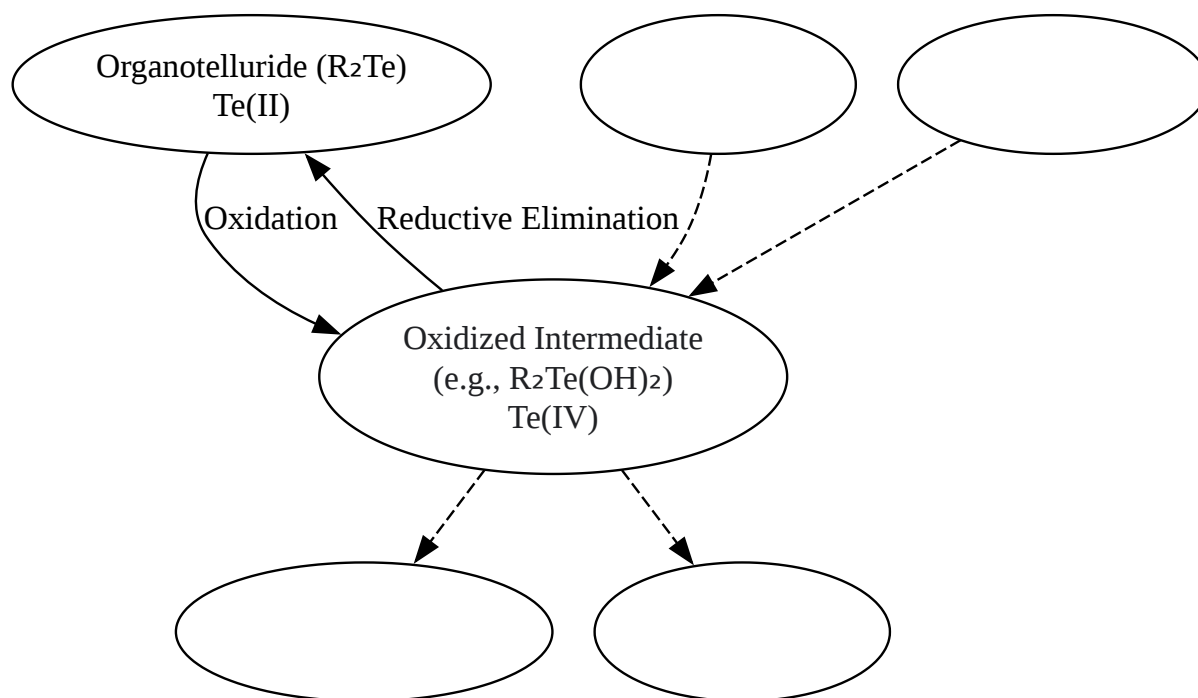 Organotelluride (R₂Te)
Te(II)
Oxidation
Reductive Elimination
Oxidized Intermediate
(e.g., R₂Te(OH)₂)
Te(IV)